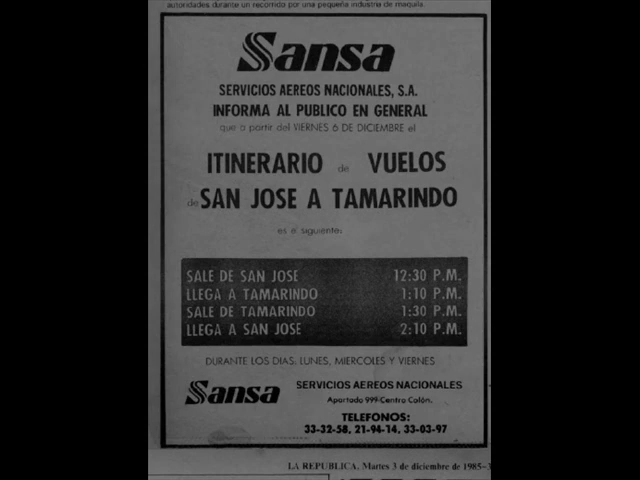 autoridades durante un recorrido por una pequeña industria de maquila.
Sansa
SERVICIOS AEREOS NACIONALES, S.A.
INFORMA AL PUBLICO EN GENERAL
que a partir del VIERNES 6 DE DICIEMBRE el
ITINERARIO de VUELOS
de SAN JOSE A TAMARINDO
es el siguiente:
SALE DE SAN JOSE 12:30 P.M.
LLEGA A TAMARINDO 1:10 P.M.
SALE DE TAMARINDO 1:30 P.M.
LLEGA A SAN JOSE 2:10 P.M.
DURANTE LOS DIAS: LUNES, MIERCOLES Y VIERNES
Sansa SERVICIOS AEREOS NACIONALES
Apartado 999 Centro Colón.
TELEFONOS:
33-32-58, 21-94-14, 33-03-97
LA REPUBLICA. Martes 3 de diciembre de 1985-3